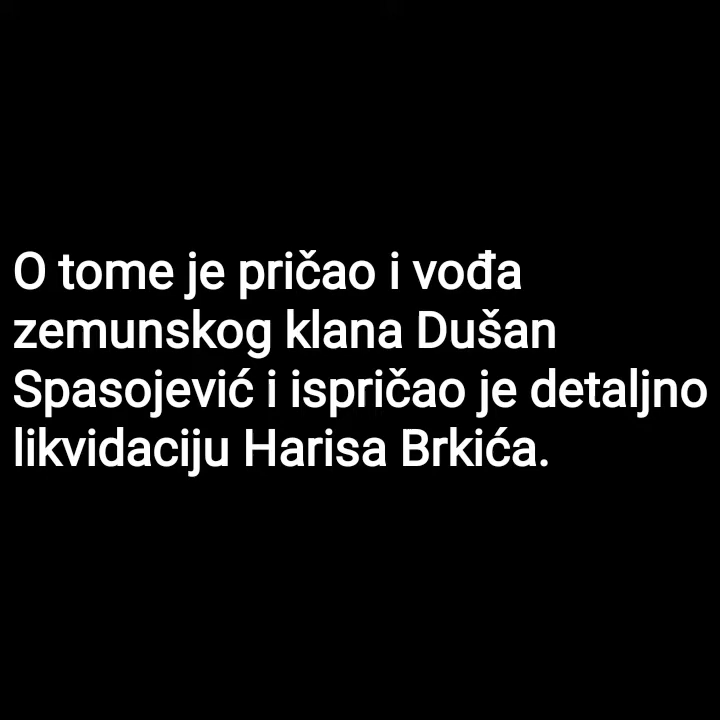 O tome je pričao i vođa
zemunskog klana Dušan
Spasojević i ispričao je detaljno
likvidaciju Harisa Brkića.